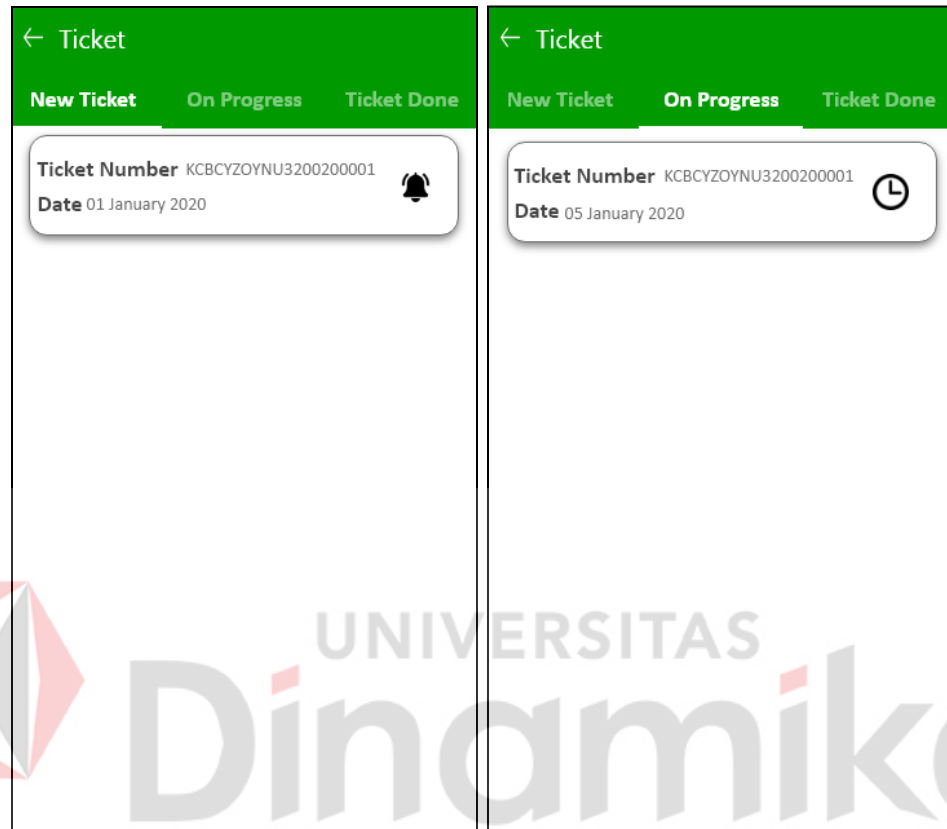 ← Ticket
New Ticket On Progress Ticket Done
Ticket Number KCBCYZOYNU3200200001
Date 01 January 2020
← Ticket
New Ticket On Progress Ticket Done
Ticket Number KCBCYZOYNU3200200001
Date 05 January 2020
UNIVERSITAS
Dinamika